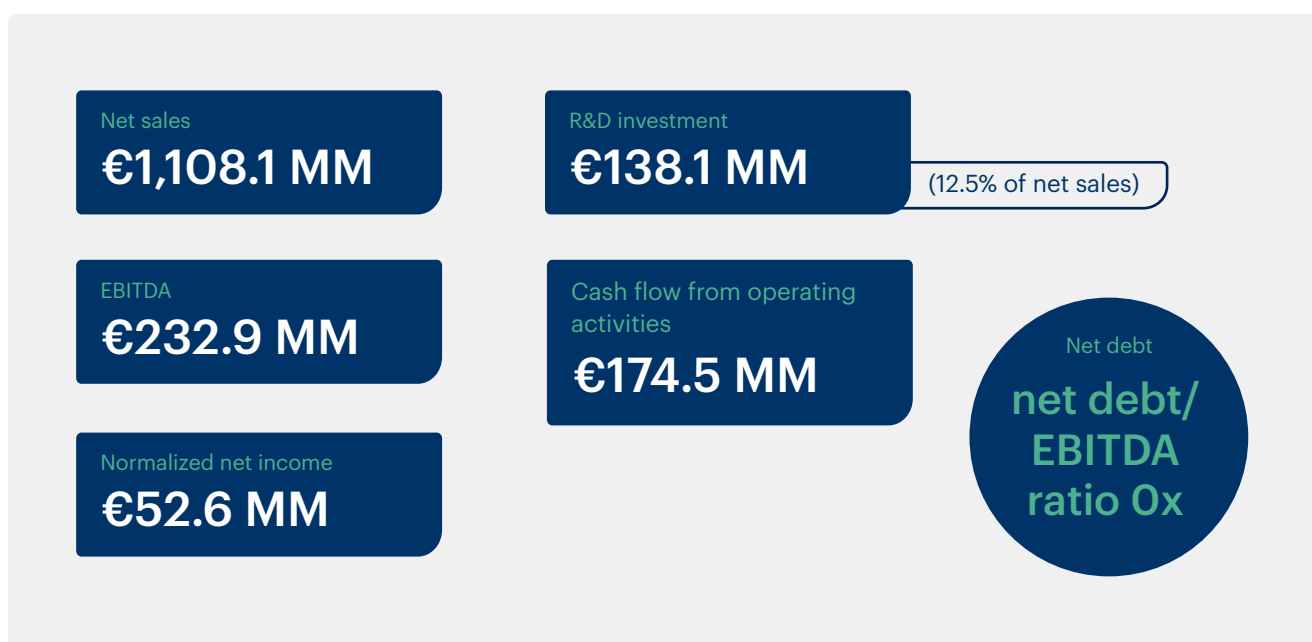 Net sales
€1,108.1 MM
R&D investment
€138.1 MM
(12.5% of net sales)
EBITDA
€232.9 MM
Cash flow from operating
activities
€174.5 MM
Net debt
net debt/
EBITDA
ratio 0x
Normalized net income
€52.6 MM